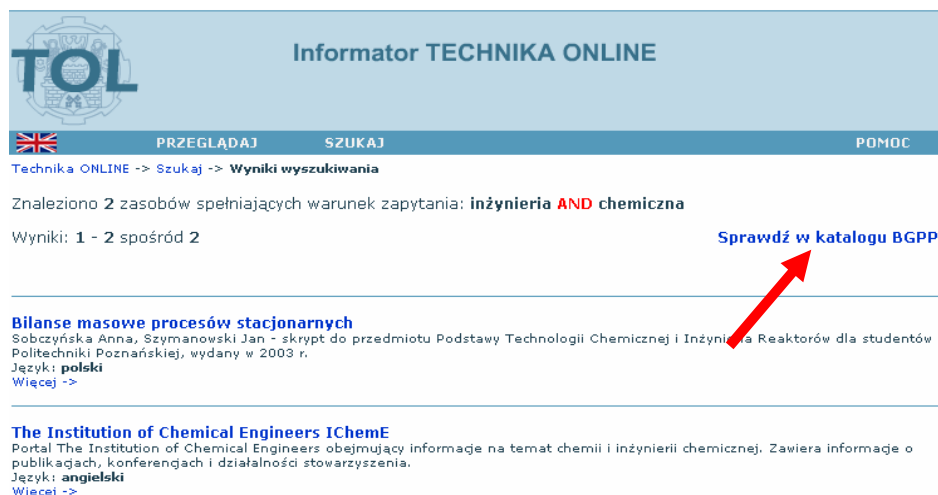 TOL
Informator TECHNIKA ONLINE
PRZEGLĄDAJ SZUKAJ POMOC
Technika ONLINE -> Szukaj -> Wyniki wyszukiwania
Znaleziono 2 zasobów spełniających warunek zapytania: inżynieria AND chemiczna
Wyniki: 1 - 2 spośród 2 Sprawdź w katalogu BGPP
Bilanse masowe procesów stacjonarnych
Sobczyńska Anna, Szymanowski Jan - skrypt do przedmiotu Podstawy Technologii Chemicznej i Inżynieria Reaktorów dla studentów
Politechniki Poznańskiej, wydany w 2003 r.
Język: polski
Więcej ->
The Institution of Chemical Engineers IChemE
Portal The Institution of Chemical Engineers obejmujący informacje na temat chemii i inżynierii chemicznej. Zawiera informacje o
publikacjach, konferencjach i działalności stowarzyszenia.
Język: angielski
Więcej ->